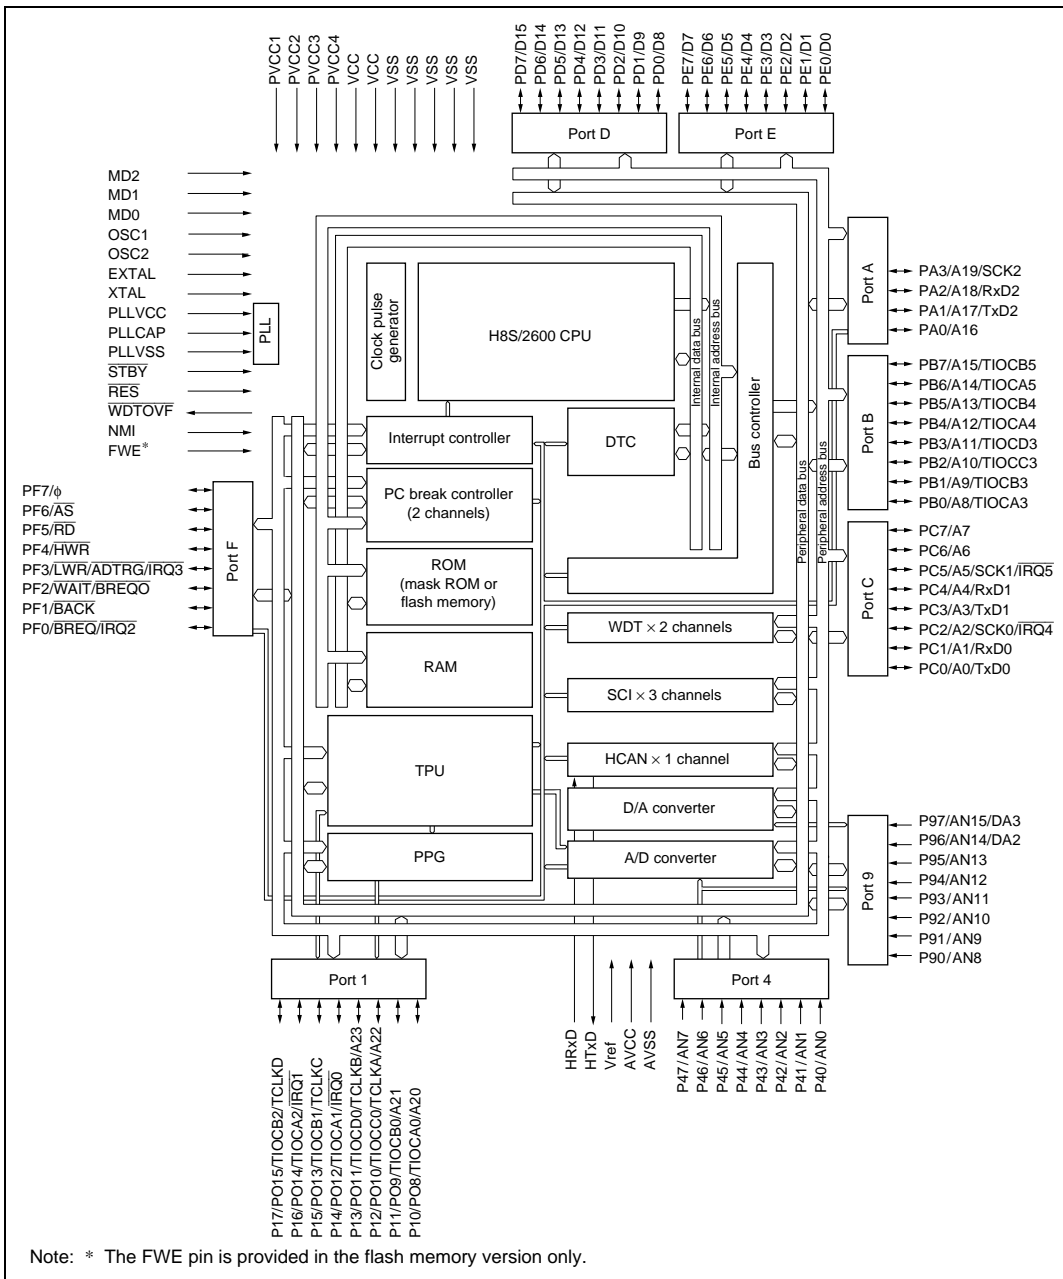 PVCC1
PVCC2
PVCC3
PVCC4
VCC
VCC
VSS
VSS
VSS
VSS
VSS
PD7/D15
PD6/D14
PD5/D13
PD4/D12
PD3/D11
PD2/D10
PD1/D9
PD0/D8
PE7/D7
PE6/D6
PE5/D5
PE4/D4
PE3/D3
PE2/D2
PE1/D1
PE0/D0
Port D
Port E
MD2
MD1
MD0
OSC1
OSC2
EXTAL
XTAL
PLLVCC
PLLCAP
PLLVSS
STBY
RES
WDTOVF
NMI
FWE*
PLL
Clock pulse
generator
H8S/2600 CPU
Internal data bus
Internal address bus
Bus controller
Interrupt controller
DTC
PC break controller
(2 channels)
ROM
(mask ROM or
flash memory)
RAM
WDT × 2 channels
SCI × 3 channels
TPU
HCAN × 1 channel
D/A converter
PPG
A/D converter
Peripheral data bus
Peripheral address bus
Port A
PA3/A19/SCK2
PA2/A18/RxD2
PA1/A17/TxD2
PA0/A16
Port B
PB7/A15/TIOCB5
PB6/A14/TIOCA5
PB5/A13/TIOCB4
PB4/A12/TIOCA4
PB3/A11/TIOCD3
PB2/A10/TIOCC3
PB1/A9/TIOCB3
PB0/A8/TIOCA3
Port C
PC7/A7
PC6/A6
PC5/A5/SCK1/IRQ5
PC4/A4/RxD1
PC3/A3/TxD1
PC2/A2/SCK0/IRQ4
PC1/A1/RxD0
PC0/A0/TxD0
PF7/ϕ
PF6/AS
PF5/RD
PF4/HWR
PF3/LWR/ADTRG/IRQ3
PF2/WAIT/BREQO
PF1/BACK
PF0/BREQ/IRQ2
Port F
Port 9
P97/AN15/DA3
P96/AN14/DA2
P95/AN13
P94/AN12
P93/AN11
P92/AN10
P91/AN9
P90/AN8
Port 1
Port 4
P17/PO15/TIOCB2/TCLKD
P16/PO14/TIOCA2/IRQ1
P15/PO13/TIOCB1/TCLKC
P14/PO12/TIOCA1/IRQ0
P13/PO11/TIOCD0/TCLKB/A23
P12/PO10/TIOCC0/TCLKA/A22
P11/PO9/TIOCB0/A21
P10/PO8/TIOCA0/A20
HRxD
HTxD
Vref
AVCC
AVSS
P47/AN7
P46/AN6
P45/AN5
P44/AN4
P43/AN3
P42/AN2
P41/AN1
P40/AN0
Note: * The FWE pin is provided in the flash memory version only.